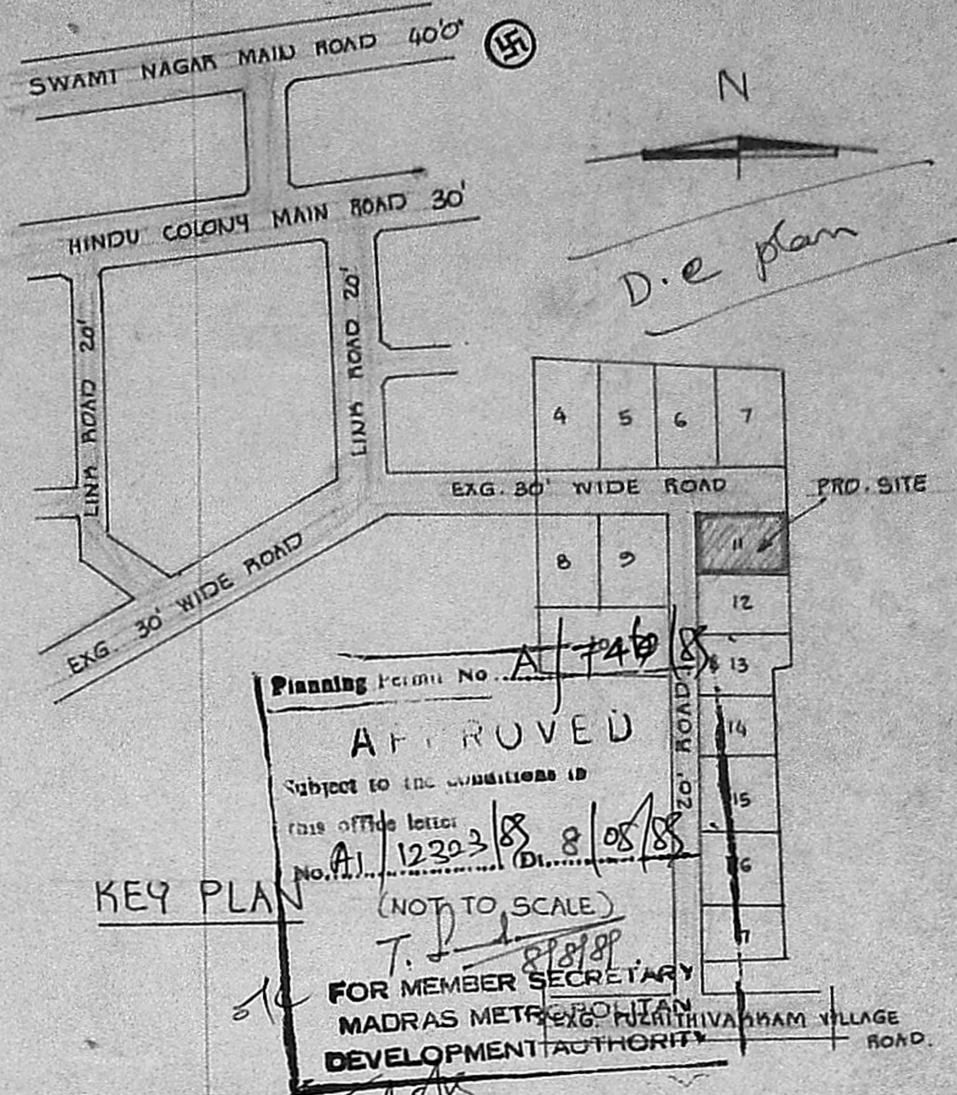 SWAMI NAGAR MAIN ROAD 40'0"
卐
N
HINDU COLONY MAIN ROAD 30'
D.e plan
LINK ROAD 20'
LINK ROAD 20'
4 5 6 7
EXG. 30' WIDE ROAD
PRO. SITE
8 9
11
12
13
14
15
20' ROAD
EXG. 30' WIDE ROAD
Planning Permit No A/
APPROVED
Subject to the conditions in
this office letter
No. A1/12323/88 Dt. 8/08/88
KEY PLAN
(NOT TO SCALE)
FOR MEMBER SECRETARY
MADRAS METROPOLITAN
DEVELOPMENT AUTHORITY
EXG. PUZHITHIVAKKAM VILLAGE
ROAD.